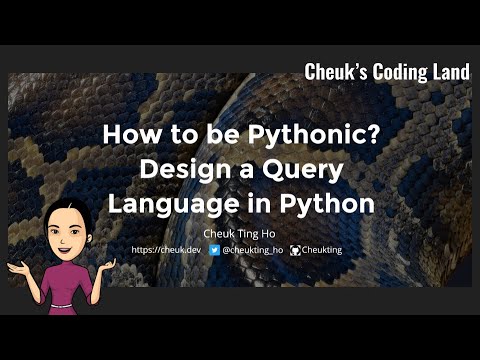 Cheuk's Coding Land
How to be Pythonic?
Design a Query
Language in Python
Cheuk Ting Ho
https://cheuk.dev @cheukting_ho Cheukting